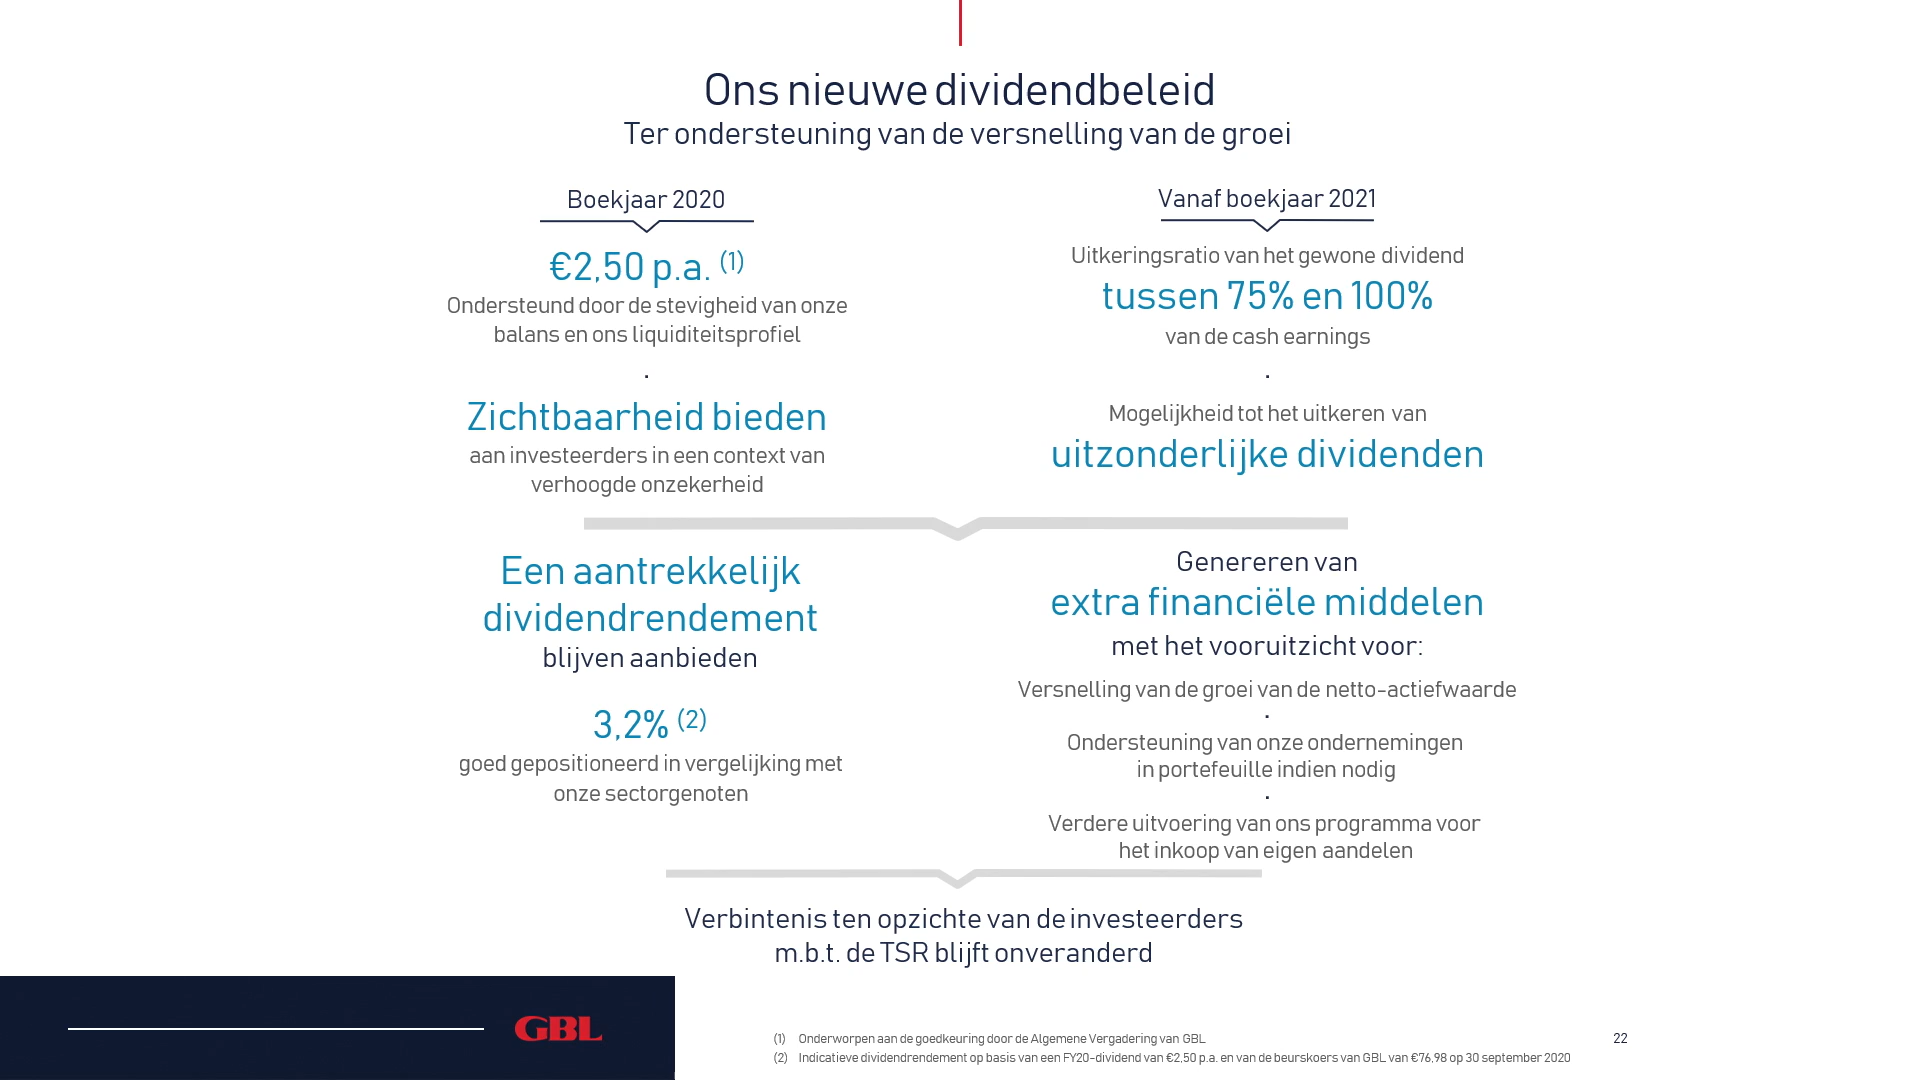 Ons nieuwe dividendbeleid
Ter ondersteuning van de versnelling van de groei
Boekjaar 2020
€2,50 p.a. (1)
Ondersteund door de stevigheid van onze
balans en ons liquiditeitsprofiel
.
Zichtbaarheid bieden
aan investeerders in een context van
verhoogde onzekerheid
Vanaf boekjaar 2021
Uitkeringsratio van het gewone dividend
tussen 75% en 100%
van de cash earnings
.
Mogelijkheid tot het uitkeren van
uitzonderlijke dividenden
Een aantrekkelijk
dividendrendement
blijven aanbieden
3,2% (2)
goed gepositioneerd in vergelijking met
onze sectorgenoten
Genereren van
extra financiële middelen
met het vooruitzicht voor:
Versnelling van de groei van de netto-actiefwaarde
.
Ondersteuning van onze ondernemingen
in portefeuille indien nodig
.
Verdere uitvoering van ons programma voor
het inkoop van eigen aandelen
Verbintenis ten opzichte van de investeerders
m.b.t. de TSR blijft onveranderd
GBL
(1) Onderworpen aan de goedkeuring door de Algemene Vergadering van GBL
(2) Indicatieve dividendrendement op basis van een FY20-dividend van €2,50 p.a. en van de beurskoers van GBL van €76,98 op 30 september 2020
22